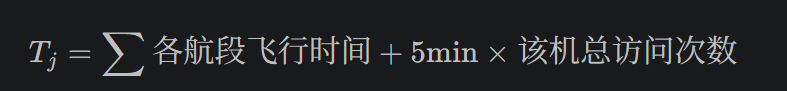 T_j = ∑ 各航段飞行时间 + 5min × 该机总访问次数